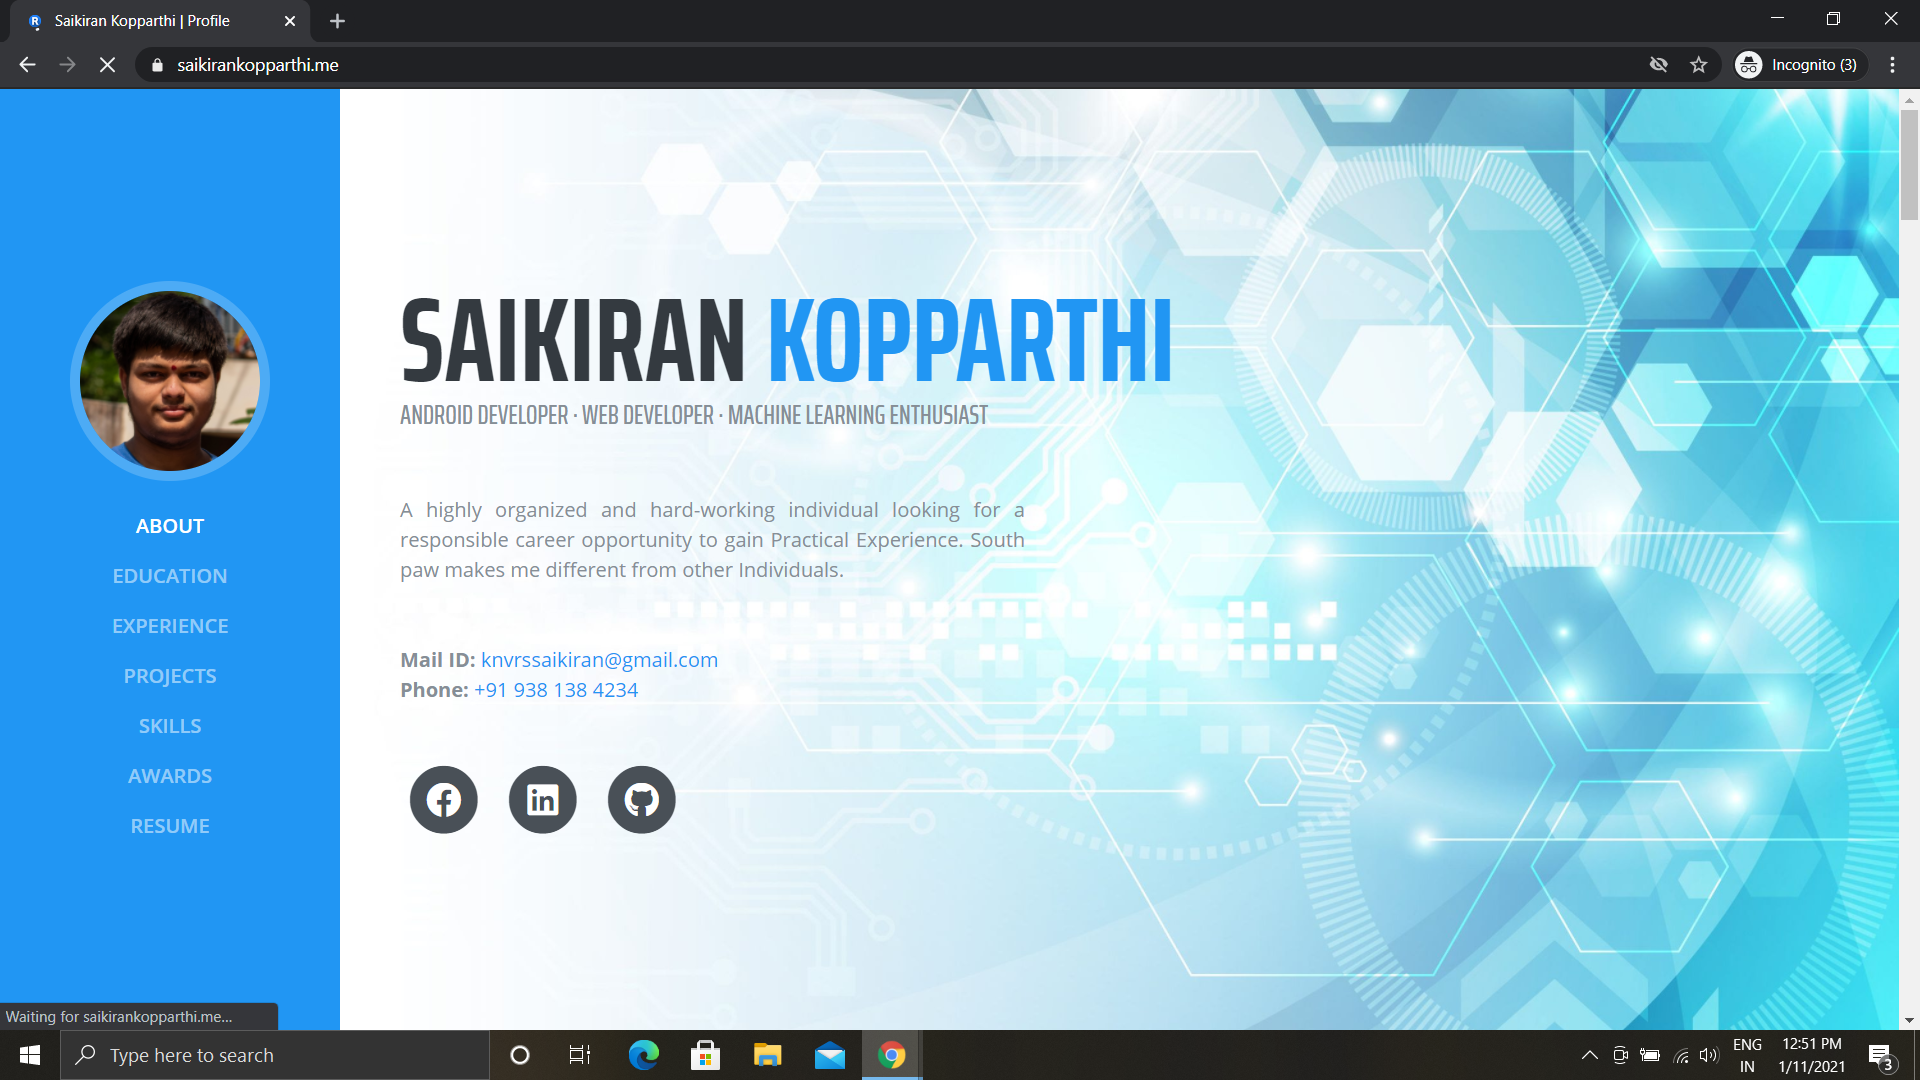 Saikiran Kopparthi | Profile
saikirankopparthi.me
Incognito (3)
SAIKIRAN KOPPARTHI
ANDROID DEVELOPER · WEB DEVELOPER · MACHINE LEARNING ENTHUSIAST
ABOUT
EDUCATION
EXPERIENCE
PROJECTS
SKILLS
AWARDS
RESUME
A highly organized and hard-working individual looking for a
responsible career opportunity to gain Practical Experience. South
paw makes me different from other Individuals.
Mail ID: knvrssaikiran@gmail.com
Phone: +91 938 138 4234
Waiting for saikirankopparthi.me...
Type here to search
ENG
IN
12:51 PM
1/11/2021
3